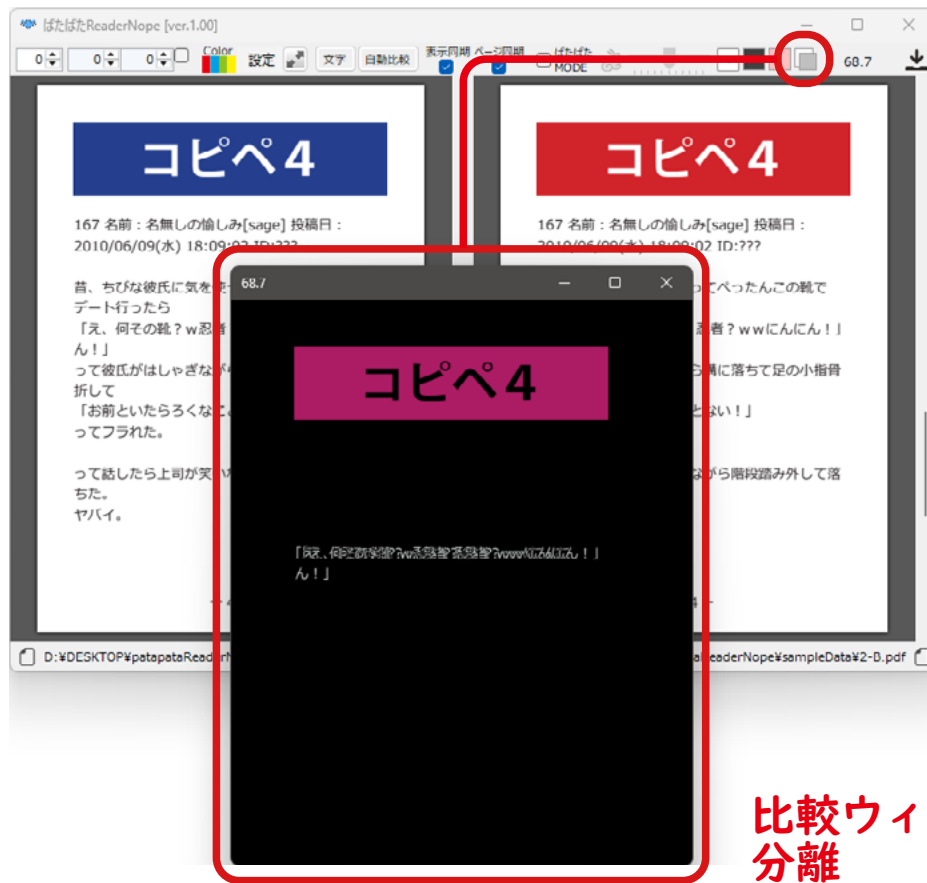 ぱたぱたReaderNope [ver.1.00]
0 0 0 Color 設定 文字 自動比較 表示同期 ページ同期 ぱたぱた MODE 68.7
コピペ4
167 名前：名無しの愉しみ[sage] 投稿日：
2010/06/09(水) 18:09:02 ID:???
昔、ちびな彼氏に気を使
デート行ったら
「え、何その靴？w忍者
ん！」
って彼氏がはしゃぎなが
折して
「お前といたらろくなこ
ってフラれた。
って話したら上司が笑い
ちた。
ヤバイ。
コピペ4
167 名前：名無しの愉しみ[sage] 投稿日：
2010/06/09(水) 18:09:02 ID:???
ってぺったんこの靴で
忍者？wwにんにん！」
ら溝に落ちて足の小指骨
とない！」
ながら階段踏み外して落
68.7
コピペ4
ん！」
D:¥DESKTOP¥patapataReaderN
aReaderNope¥sampleData¥2-B.pdf
比較ウィ
分離